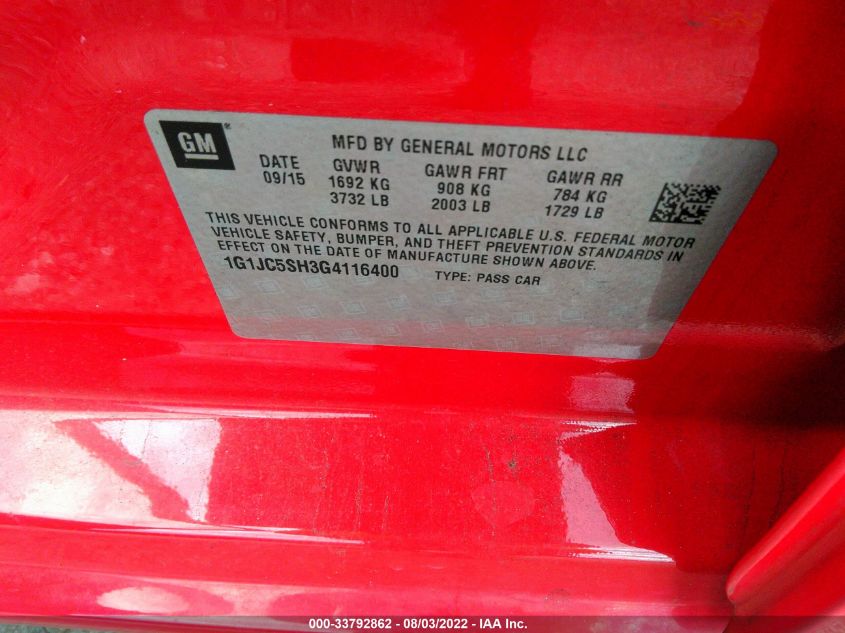 GM®
MFD BY GENERAL MOTORS LLC
DATE GVWR GAWR FRT GAWR RR
09/15 1692 KG 908 KG 784 KG
3732 LB 2003 LB 1729 LB
THIS VEHICLE CONFORMS TO ALL APPLICABLE U.S. FEDERAL MOTOR
VEHICLE SAFETY, BUMPER, AND THEFT PREVENTION STANDARDS IN
EFFECT ON THE DATE OF MANUFACTURE SHOWN ABOVE.
1G1JC5SH3G4116400 TYPE: PASS CAR
000-33792862 - 08/03/2022 - IAA Inc.